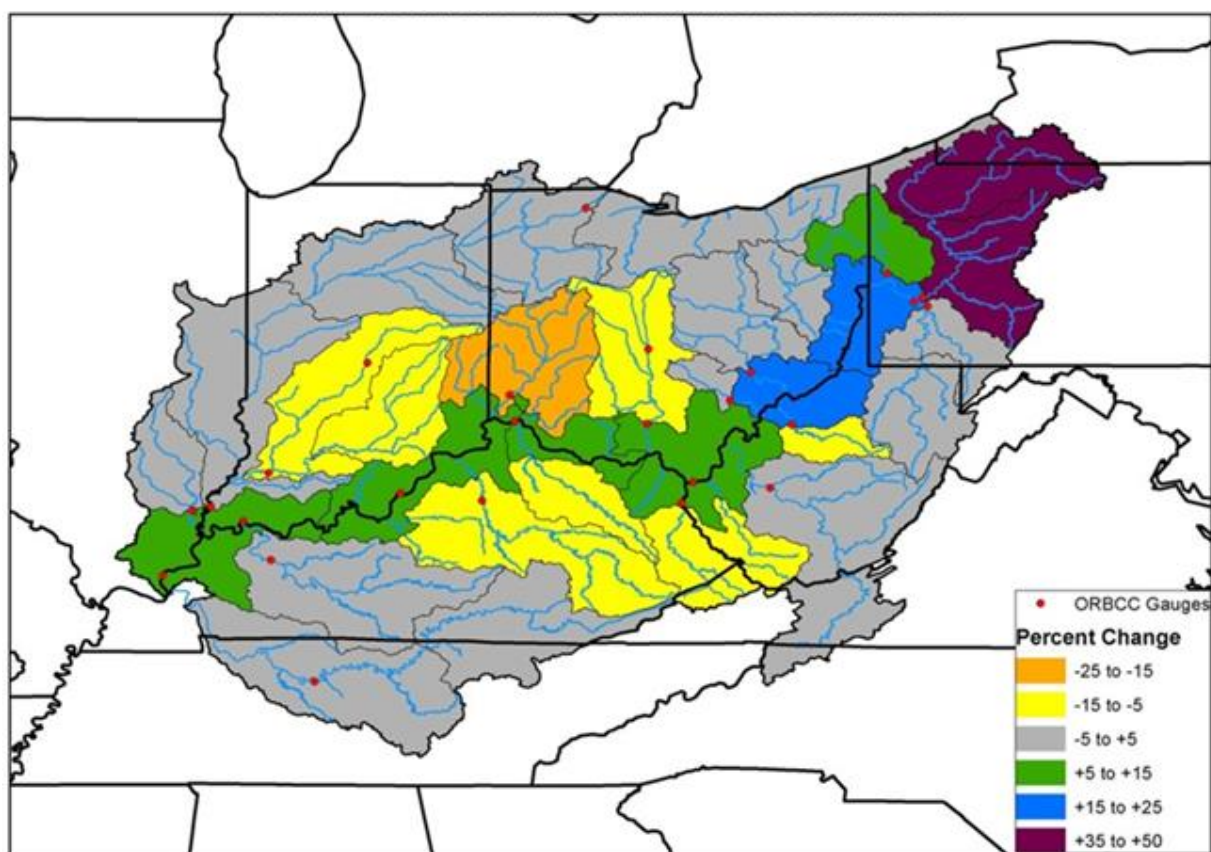 ORBCC Gauges
Percent Change
-25 to -15
-15 to -5
-5 to +5
+5 to +15
+15 to +25
+35 to +50